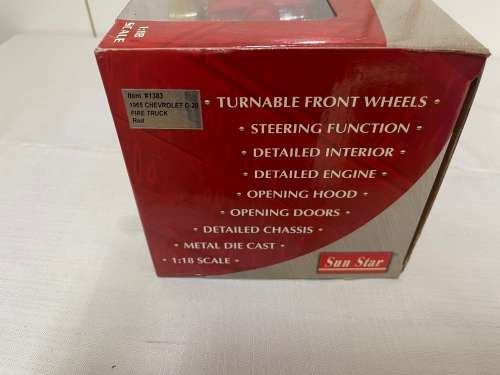 1:18
SCALE
Item #1383
1965 CHEVROLET C-20
FIRE TRUCK
Red
• TURNABLE FRONT WHEELS •
• STEERING FUNCTION •
• DETAILED INTERIOR •
• DETAILED ENGINE •
• OPENING HOOD •
• OPENING DOORS •
• DETAILED CHASSIS •
• METAL DIE CAST •
• 1:18 SCALE •
Sun Star